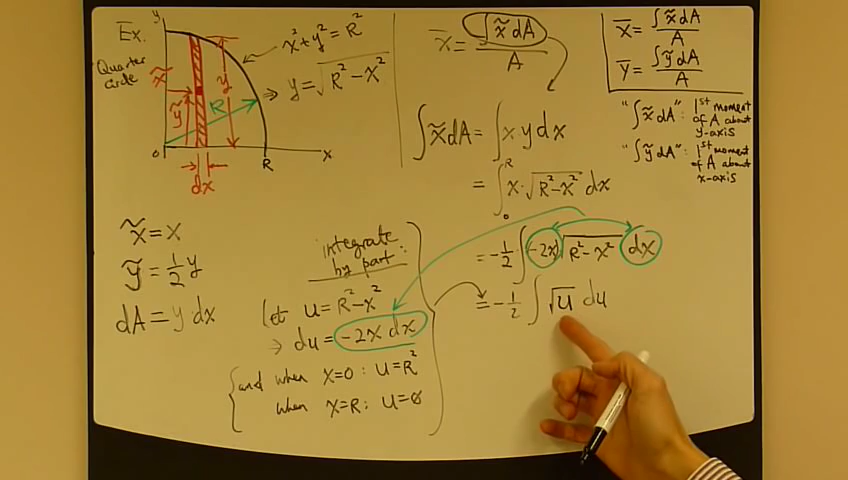 Ex.
Quarter
circle
y
x² + y² = R²
⇒ y = √(R² - x²)
x̃
ỹ
R
y
o
R
x
dx
x̄ = ∫x̃ dA / A
∫x̃ dA = ∫x y dx
= ∫₀ᴿ x·√(R² - x²) dx
= -½ ∫(-2x)√(R² - x²) dx
= -½ ∫√u du
x̄ = ∫x̃ dA / A
ȳ = ∫ỹ dA / A
"∫x̃ dA": 1st moment
of A about
y-axis
"∫ỹ dA": 1st moment
of A about
x-axis
x̃ = x
ỹ = ½ y
dA = y·dx
integrate
by part:
let u = R² - x²
⇒ du = -2x dx
and when x=0: u=R²
when x=R: u=0